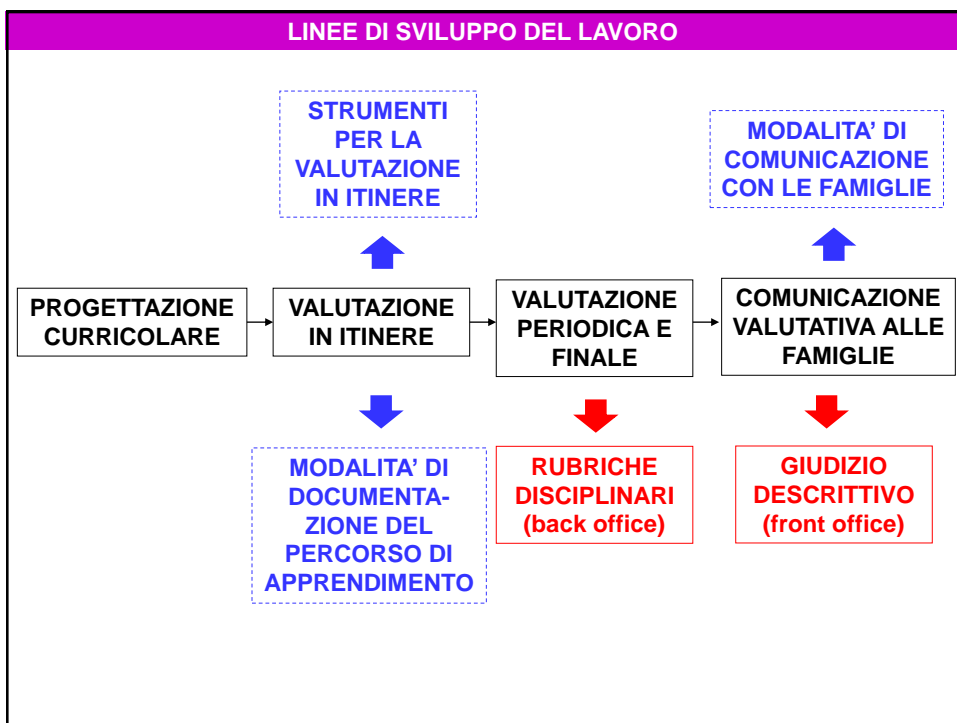 LINEE DI SVILUPPO DEL LAVORO
STRUMENTI
PER LA
VALUTAZIONE
IN ITINERE
MODALITA’ DI
COMUNICAZIONE
CON LE FAMIGLIE
PROGETTAZIONE
CURRICOLARE
VALUTAZIONE
IN ITINERE
VALUTAZIONE
PERIODICA E
FINALE
COMUNICAZIONE
VALUTATIVA ALLE
FAMIGLIE
MODALITA’ DI
DOCUMENTA-
ZIONE DEL
PERCORSO DI
APPRENDIMENTO
RUBRICHE
DISCIPLINARI
(back office)
GIUDIZIO
DESCRITTIVO
(front office)